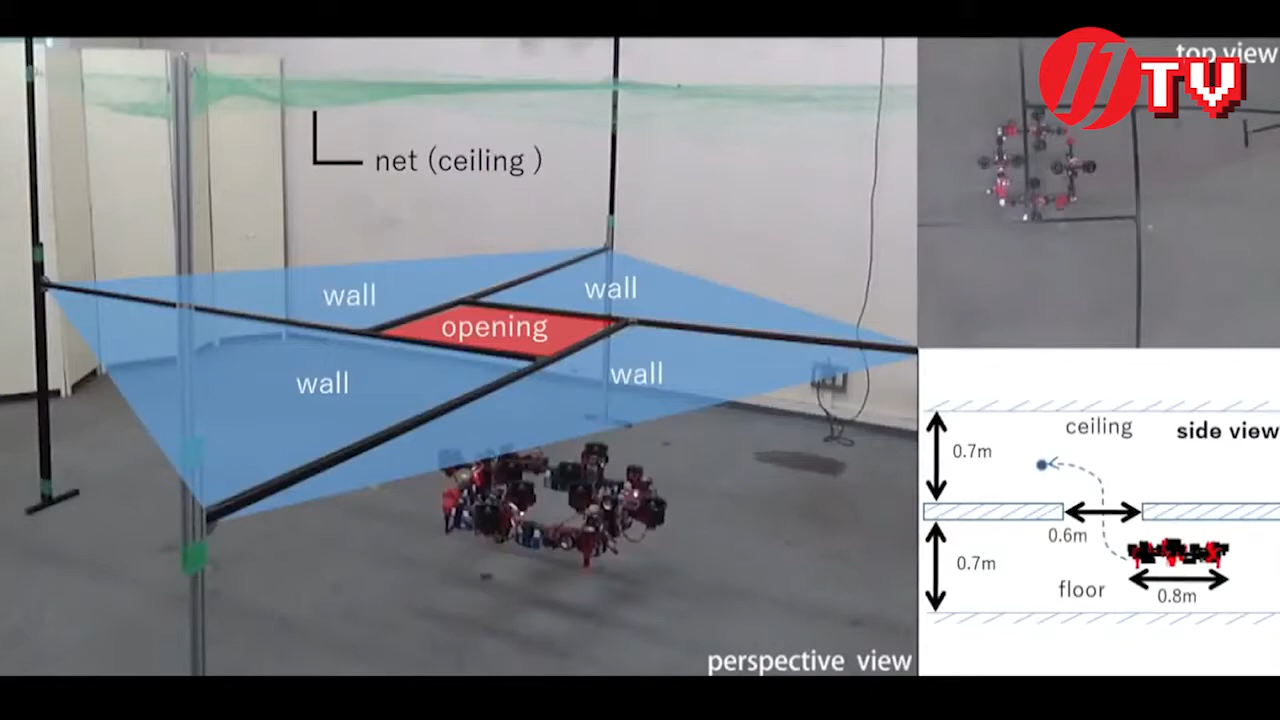 top view
TV
net (ceiling )
wall
wall
opening
wall
wall
perspective view
ceiling
side view
0.7m
0.6m
0.7m
floor
0.8m